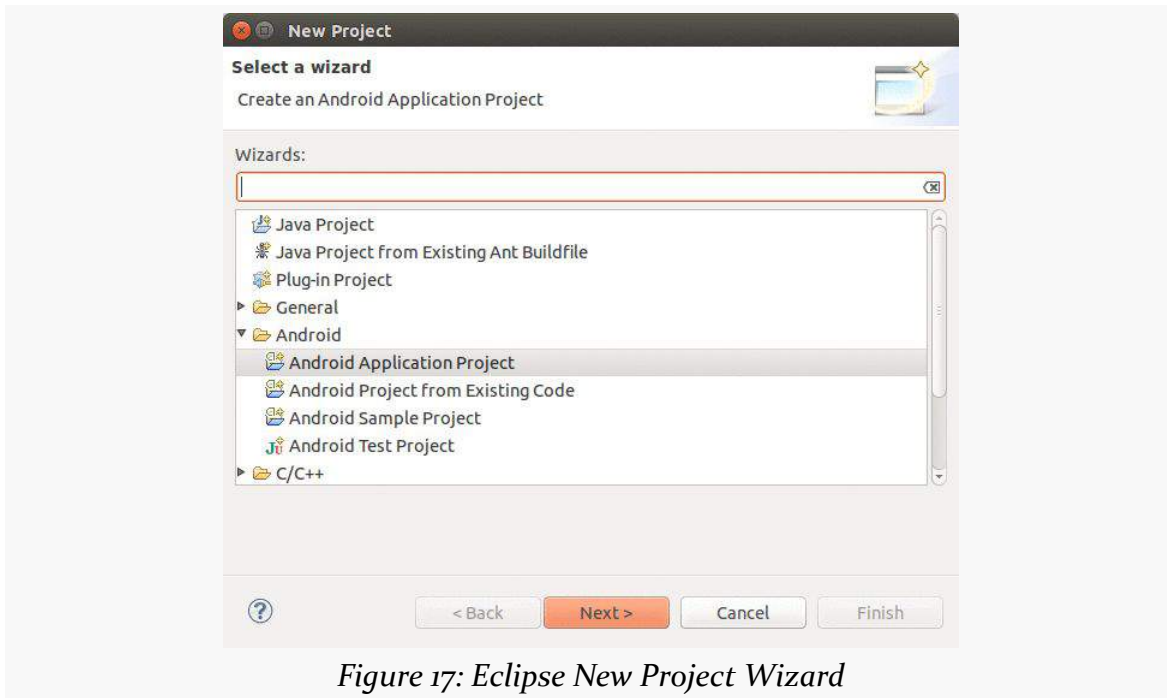 New Project
Select a wizard
Create an Android Application Project
Wizards:
Java Project
Java Project from Existing Ant Buildfile
Plug-in Project
General
Android
Android Application Project
Android Project from Existing Code
Android Sample Project
Android Test Project
C/C++
< Back Next > Cancel Finish
Figure 17: Eclipse New Project Wizard